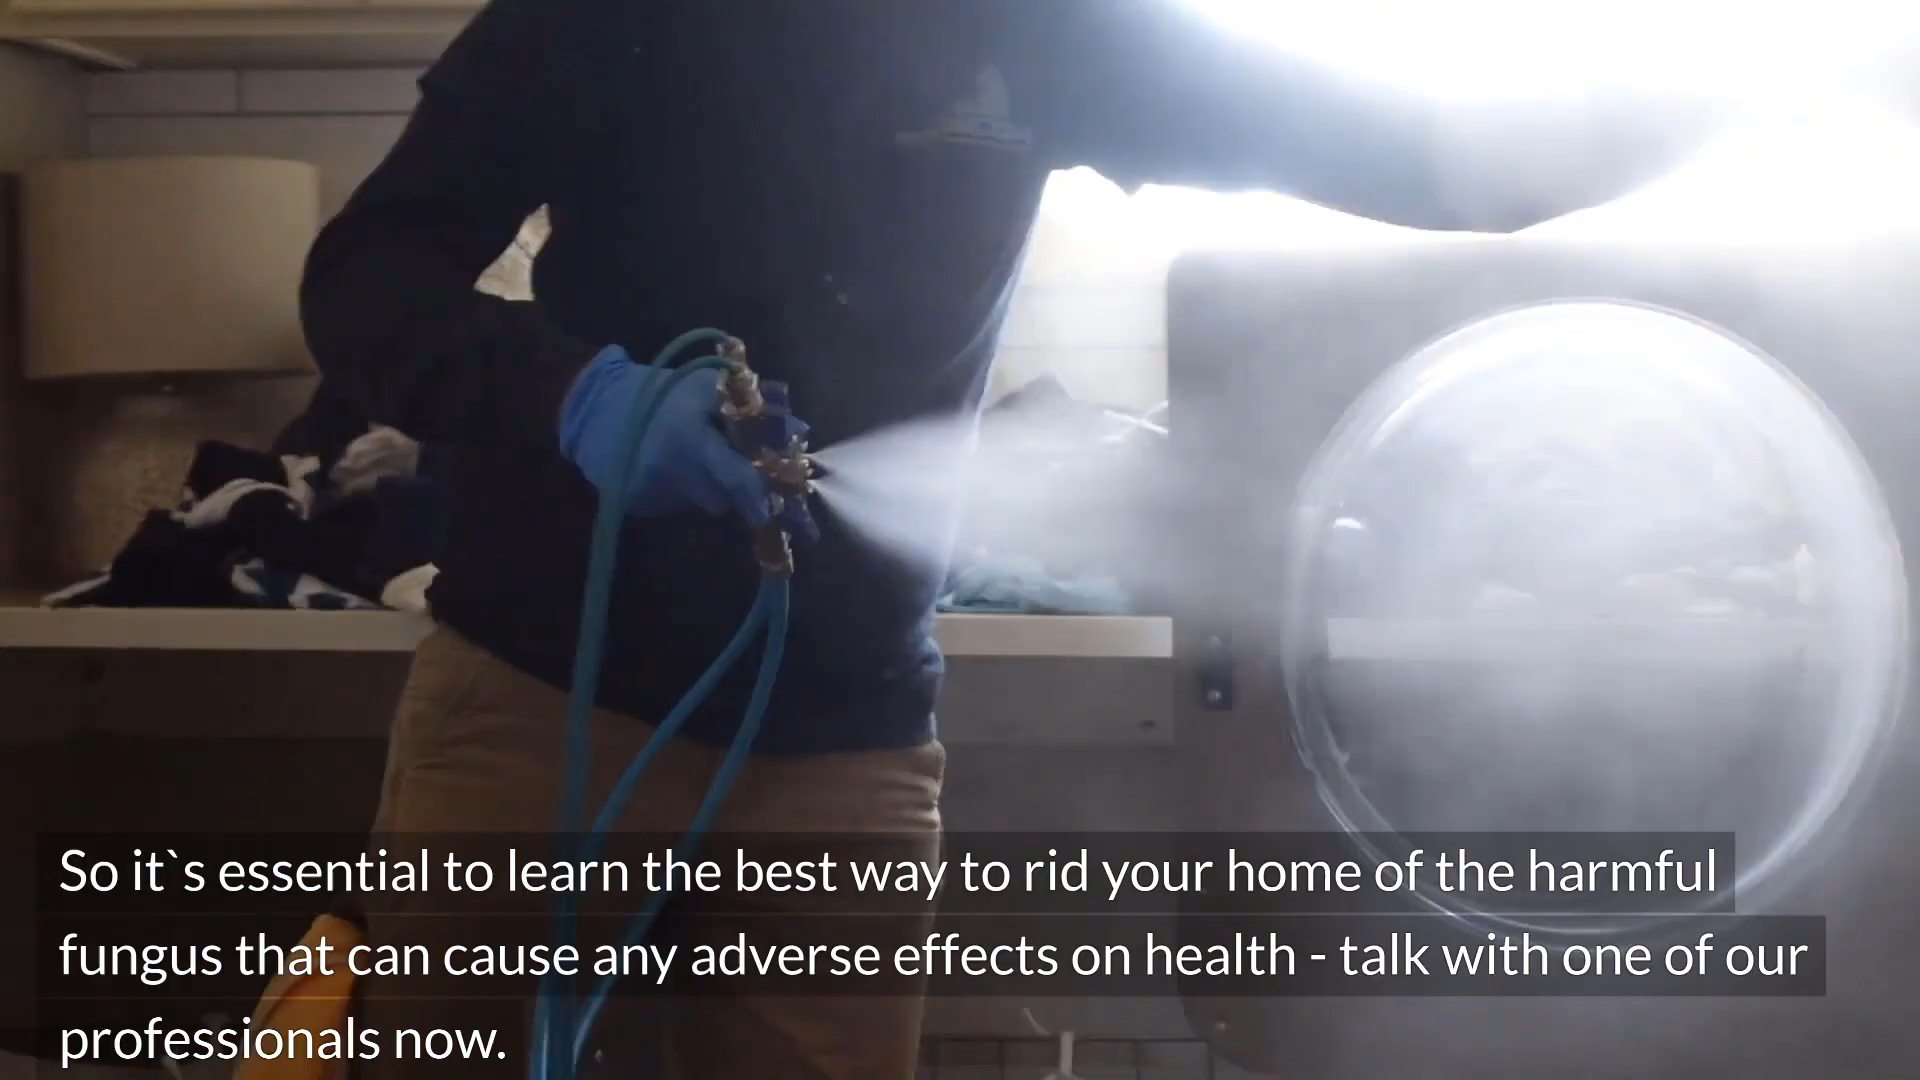 So it`s essential to learn the best way to rid your home of the harmful
fungus that can cause any adverse effects on health - talk with one of our
professionals now.